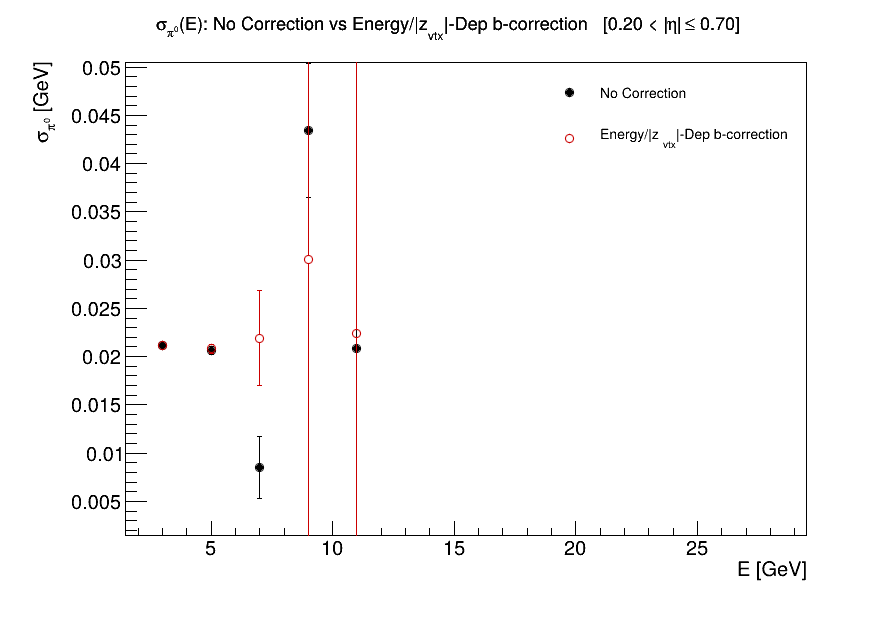 σπ⁰(E): No Correction vs Energy/|zvtx|-Dep b-correction [0.20 < |η| ≤ 0.70]
σπ⁰ [GeV]
0.05
0.045
0.04
0.035
0.03
0.025
0.02
0.015
0.01
0.005
No Correction
Energy/|z vtx|-Dep b-correction
5 10 15 20 25
E [GeV]